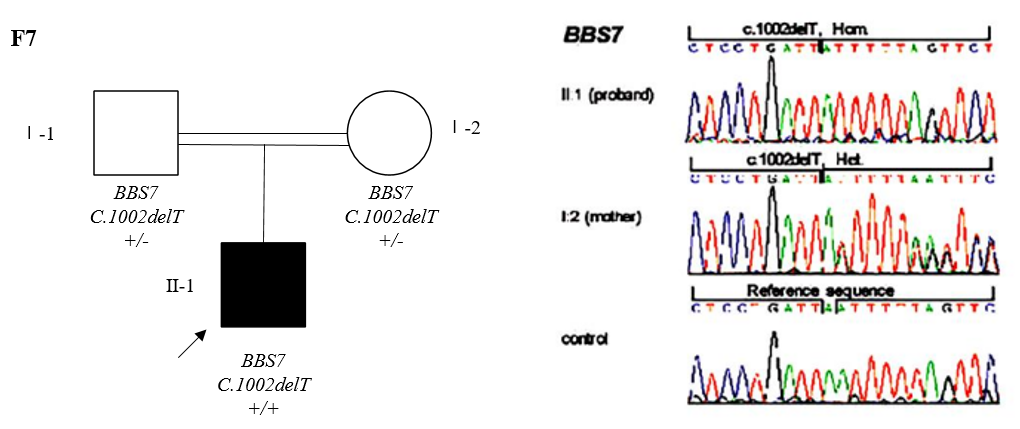 F7
BBS7
c.1002delT, Hom.
C T C C T G A T T A T T T T T A G T T C T
II:1 (proband)
I -1
I -2
c.1002delT, Het.
C T C C T G A T T A T T T T T A A T T T C
BBS7
C.1002delT
+/-
BBS7
C.1002delT
+/-
I:2 (mother)
II-1
Reference sequence
control
BBS7
C.1002delT
+/+